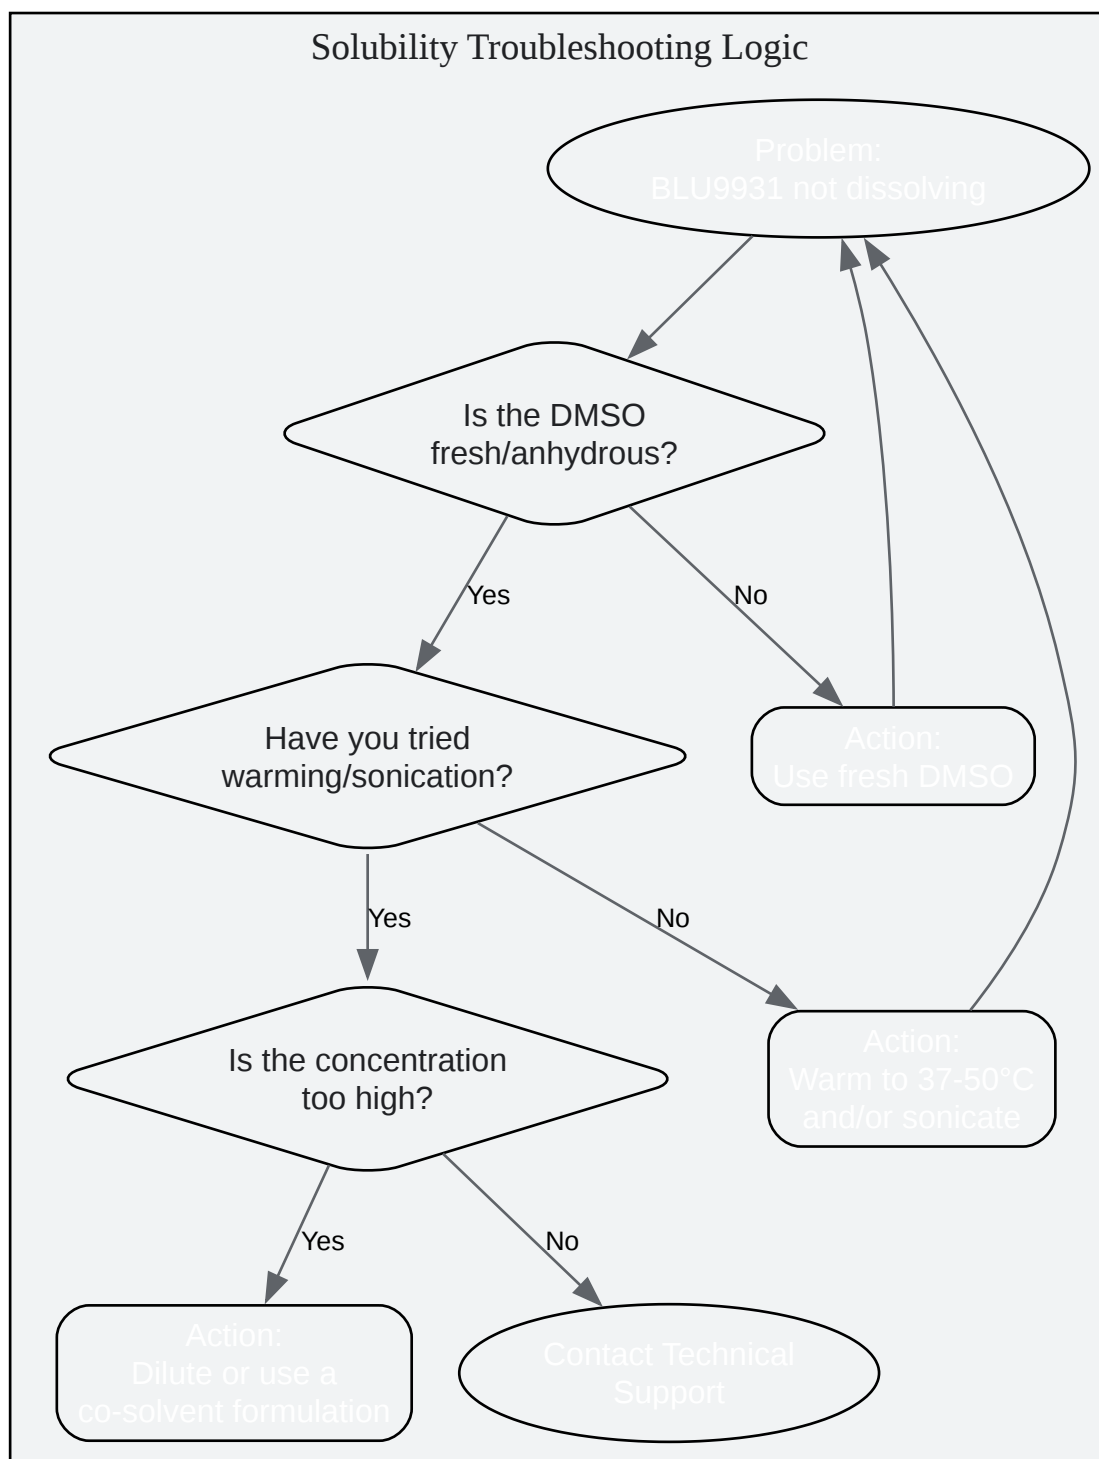 Solubility Troubleshooting Logic
Problem:
BLU9931 not dissolving
Is the DMSO
fresh/anhydrous?
Yes
No
Have you tried
warming/sonication?
Action:
Use fresh DMSO
Yes
No
Is the concentration
too high?
Action:
Warm to 37-50°C
and/or sonicate
Yes
No
Action:
Dilute or use a
co-solvent formulation
Contact Technical
Support